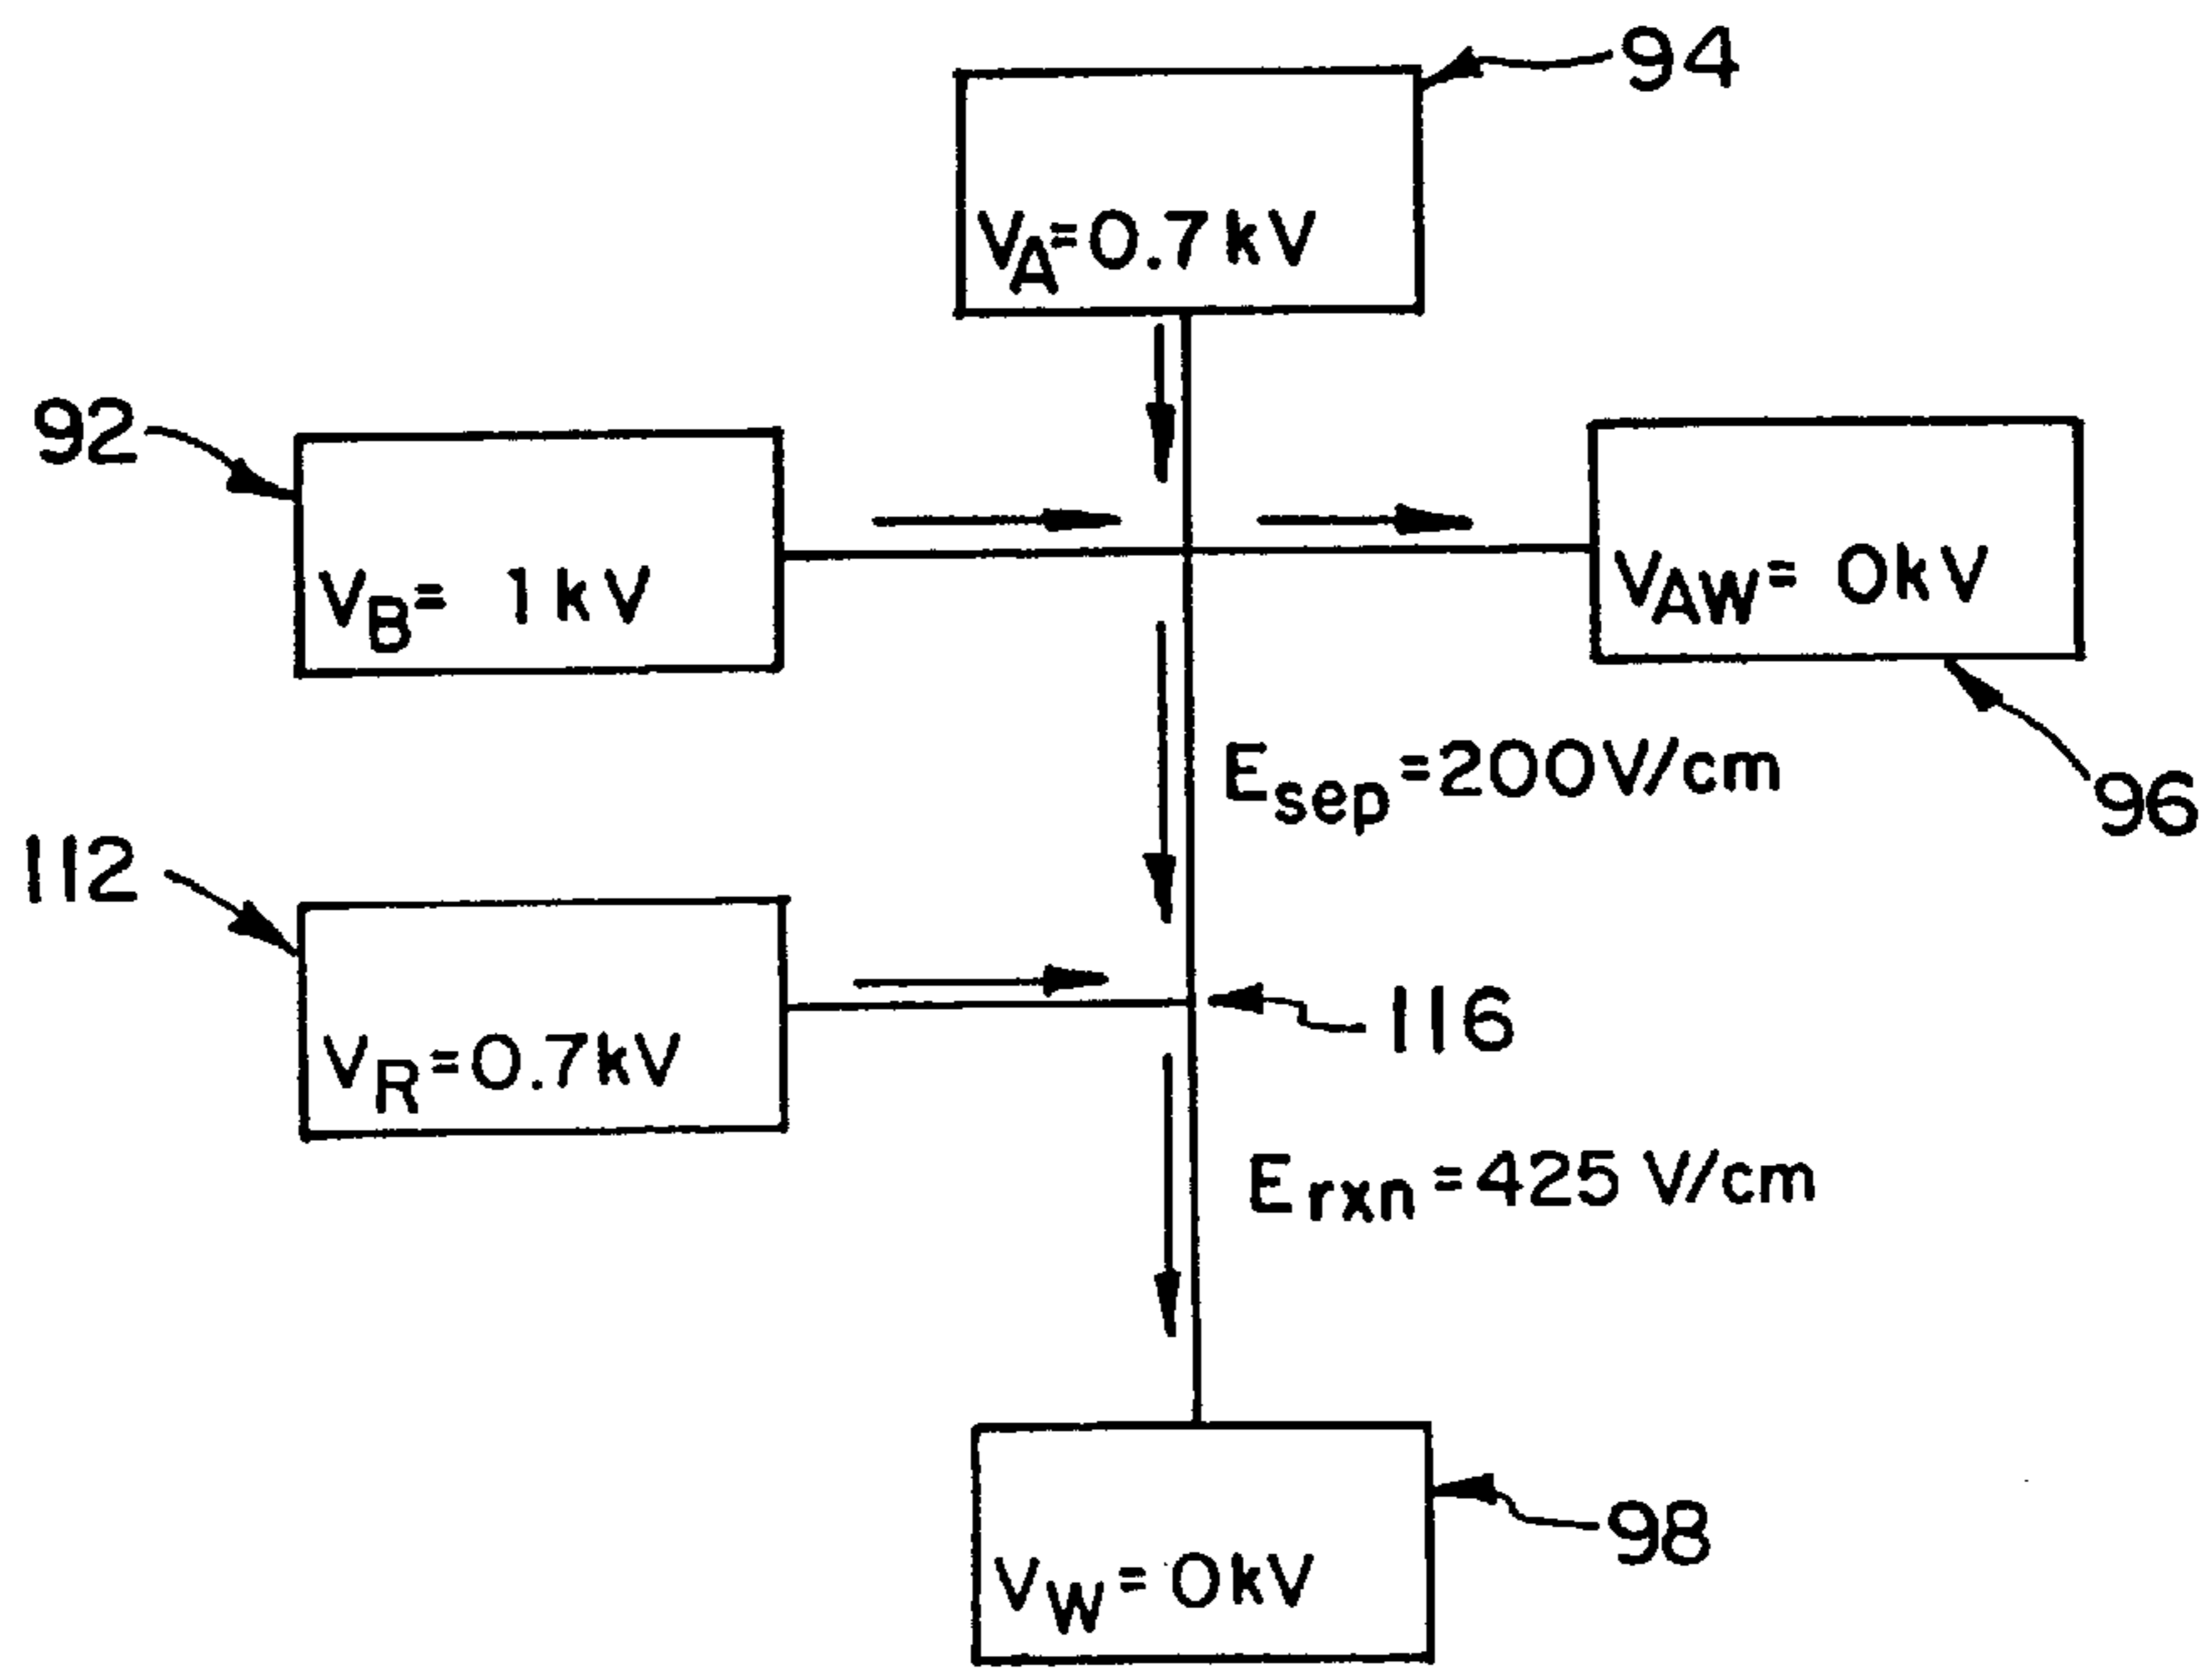 94
V_A=0.7kV
92
V_B= 1kV
V_AW= 0kV
E_sep=200V/cm
96
112
116
V_R=0.7kV
E_rxn=425 V/cm
98
V_W=0kV